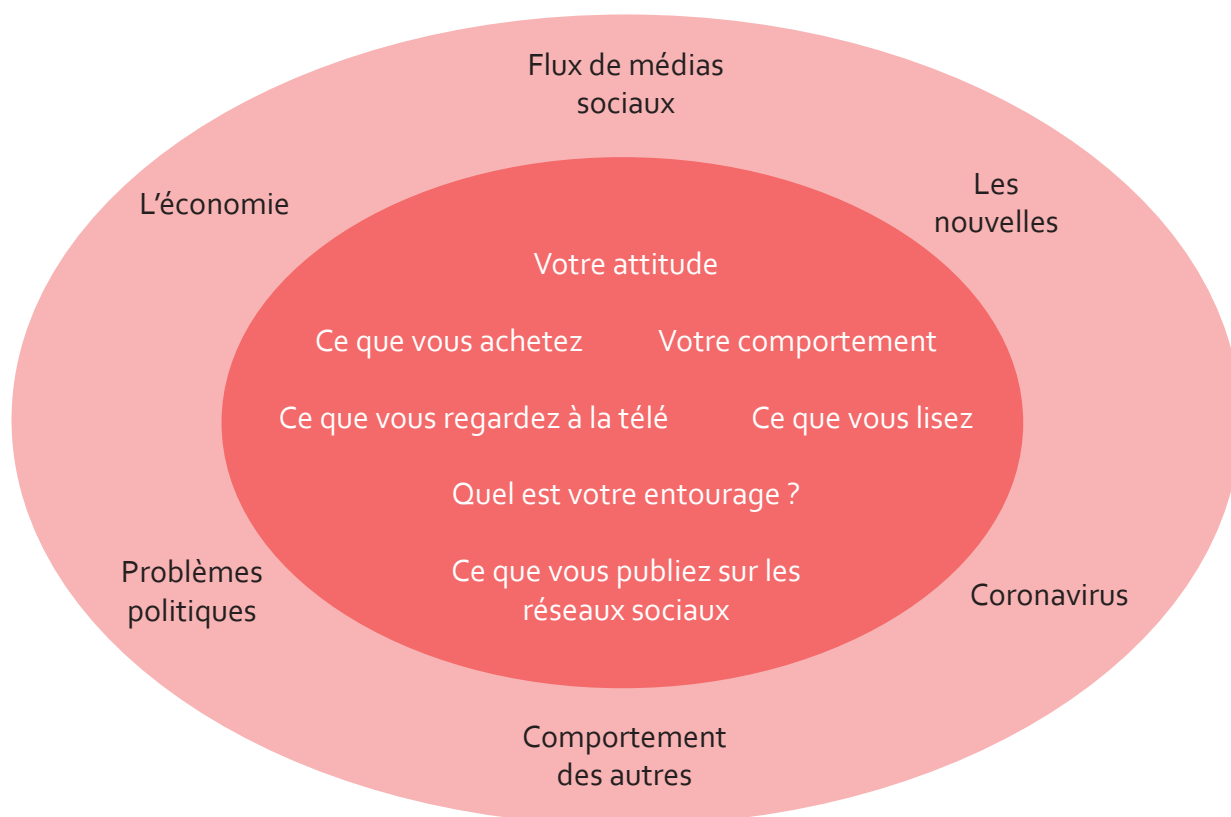 Flux de médias
sociaux
L'économie
Les
nouvelles
Votre attitude
Ce que vous achetez
Votre comportement
Ce que vous regardez à la télé
Ce que vous lisez
Quel est votre entourage ?
Ce que vous publiez sur les
réseaux sociaux
Problèmes
politiques
Coronavirus
Comportement
des autres